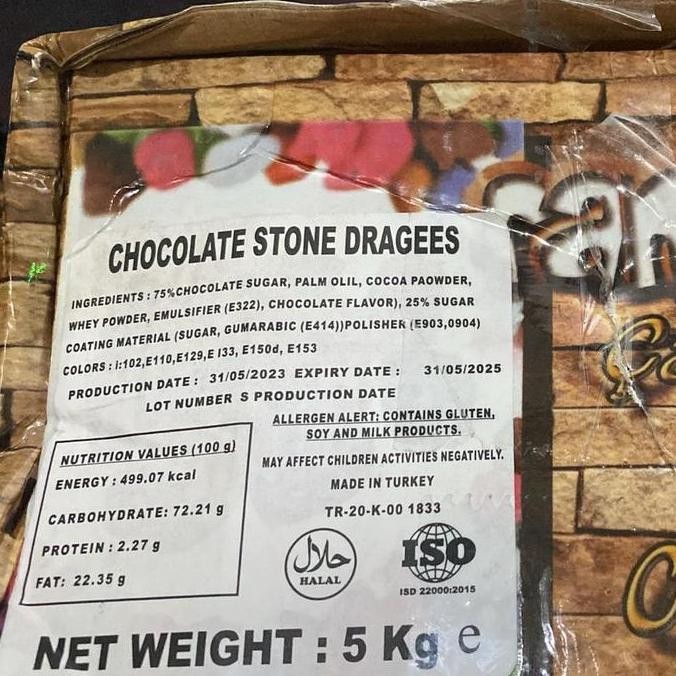 CHOCOLATE STONE DRAGEES
INGREDIENTS : 75%CHOCOLATE SUGAR, PALM OLIL, COCOA PAOWDER,
WHEY POWDER, EMULSIFIER (E322), CHOCOLATE FLAVOR), 25% SUGAR
COATING MATERIAL (SUGAR, GUMARABIC (E414))POLISHER (E903,0904)
COLORS : i:102,E110,E129,E I33, E150d, E153
PRODUCTION DATE : 31/05/2023 EXPIRY DATE : 31/05/2025
LOT NUMBER S PRODUCTION DATE
ALLERGEN ALERT: CONTAINS GLUTEN,
SOY AND MILK PRODUCTS.
MAY AFFECT CHILDREN ACTIVITIES NEGATIVELY.
MADE IN TURKEY
TR-20-K-00 1833
NUTRITION VALUES (100 g)
ENERGY : 499.07 kcal
CARBOHYDRATE: 72.21 g
PROTEIN : 2.27 g
FAT: 22.35 g
حلال
HALAL
ISO
ISD 22000:2015
NET WEIGHT : 5 Kg e